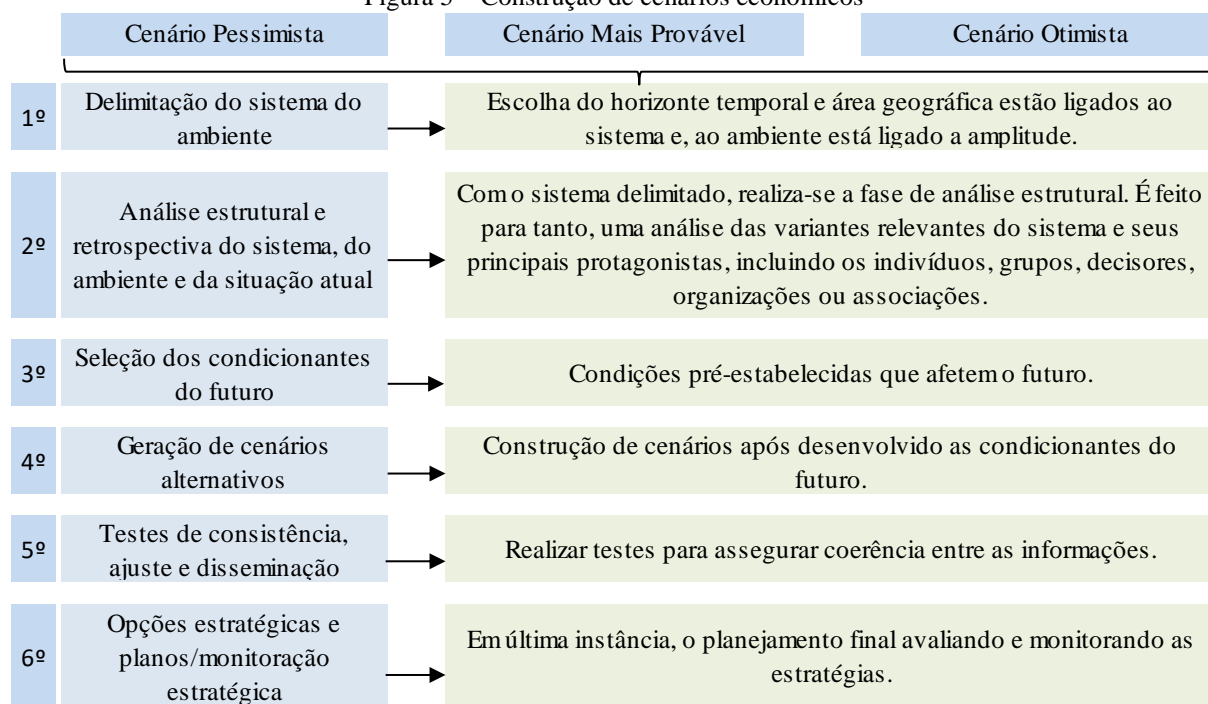 Figura 3 – Construção de cenários econômicos
Cenário Pessimista
Cenário Mais Provável
Cenário Otimista
1º
Delimitação do sistema do
ambiente
Escolha do horizonte temporal e área geográfica estão ligados ao
sistema e, ao ambiente está ligado a amplitude.
2º
Análise estrutural e
retrospectiva do sistema, do
ambiente e da situação atual
Com o sistema delimitado, realiza-se a fase de análise estrutural. É feito
para tanto, uma análise das variantes relevantes do sistema e seus
principais protagonistas, incluindo os indivíduos, grupos, decisores,
organizações ou associações.
3º
Seleção dos condicionantes
do futuro
Condições pré-estabelecidas que afetem o futuro.
4º
Geração de cenários
alternativos
Construção de cenários após desenvolvido as condicionantes do
futuro.
5º
Testes de consistência,
ajuste e disseminação
Realizar testes para assegurar coerência entre as informações.
6º
Opções estratégicas e
planos/monitoração
estratégica
Em última instância, o planejamento final avaliando e monitorando as
estratégias.